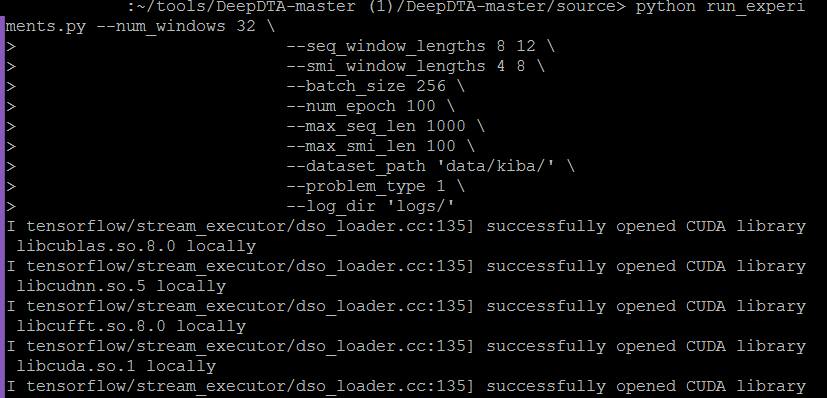 :~/tools/DeepDTA-master (1)/DeepDTA-master/source> python run_experi
ments.py --num_windows 32 \
> --seq_window_lengths 8 12 \
> --smi_window_lengths 4 8 \
> --batch_size 256 \
> --num_epoch 100 \
> --max_seq_len 1000 \
> --max_smi_len 100 \
> --dataset_path 'data/kiba/' \
> --problem_type 1 \
> --log_dir 'logs/'
I tensorflow/stream_executor/dso_loader.cc:135] successfully opened CUDA library
libcublas.so.8.0 locally
I tensorflow/stream_executor/dso_loader.cc:135] successfully opened CUDA library
libcudnn.so.5 locally
I tensorflow/stream_executor/dso_loader.cc:135] successfully opened CUDA library
libcufft.so.8.0 locally
I tensorflow/stream_executor/dso_loader.cc:135] successfully opened CUDA library
libcuda.so.1 locally
I tensorflow/stream_executor/dso_loader.cc:135] successfully opened CUDA library